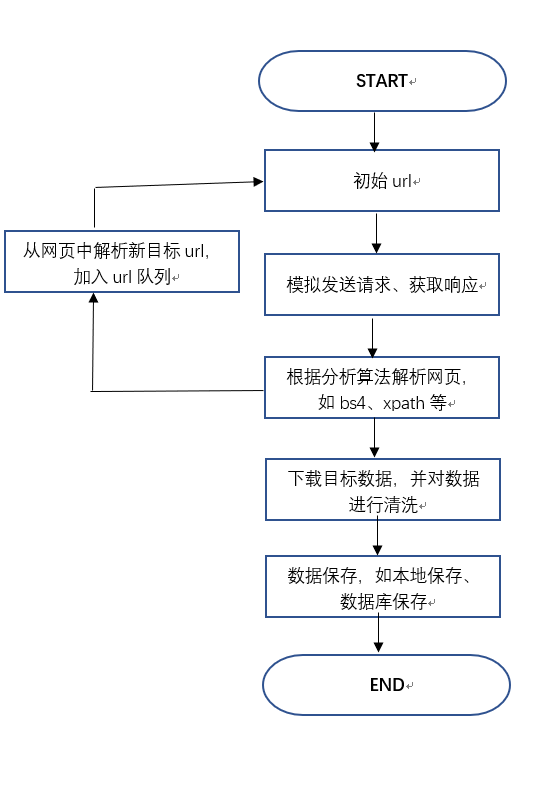 START
初始 url
从网页中解析新目标 url，
加入 url 队列
模拟发送请求、获取响应
根据分析算法解析网页，
如 bs4、xpath 等
下载目标数据，并对数据
进行清洗
数据保存，如本地保存、
数据库保存
END